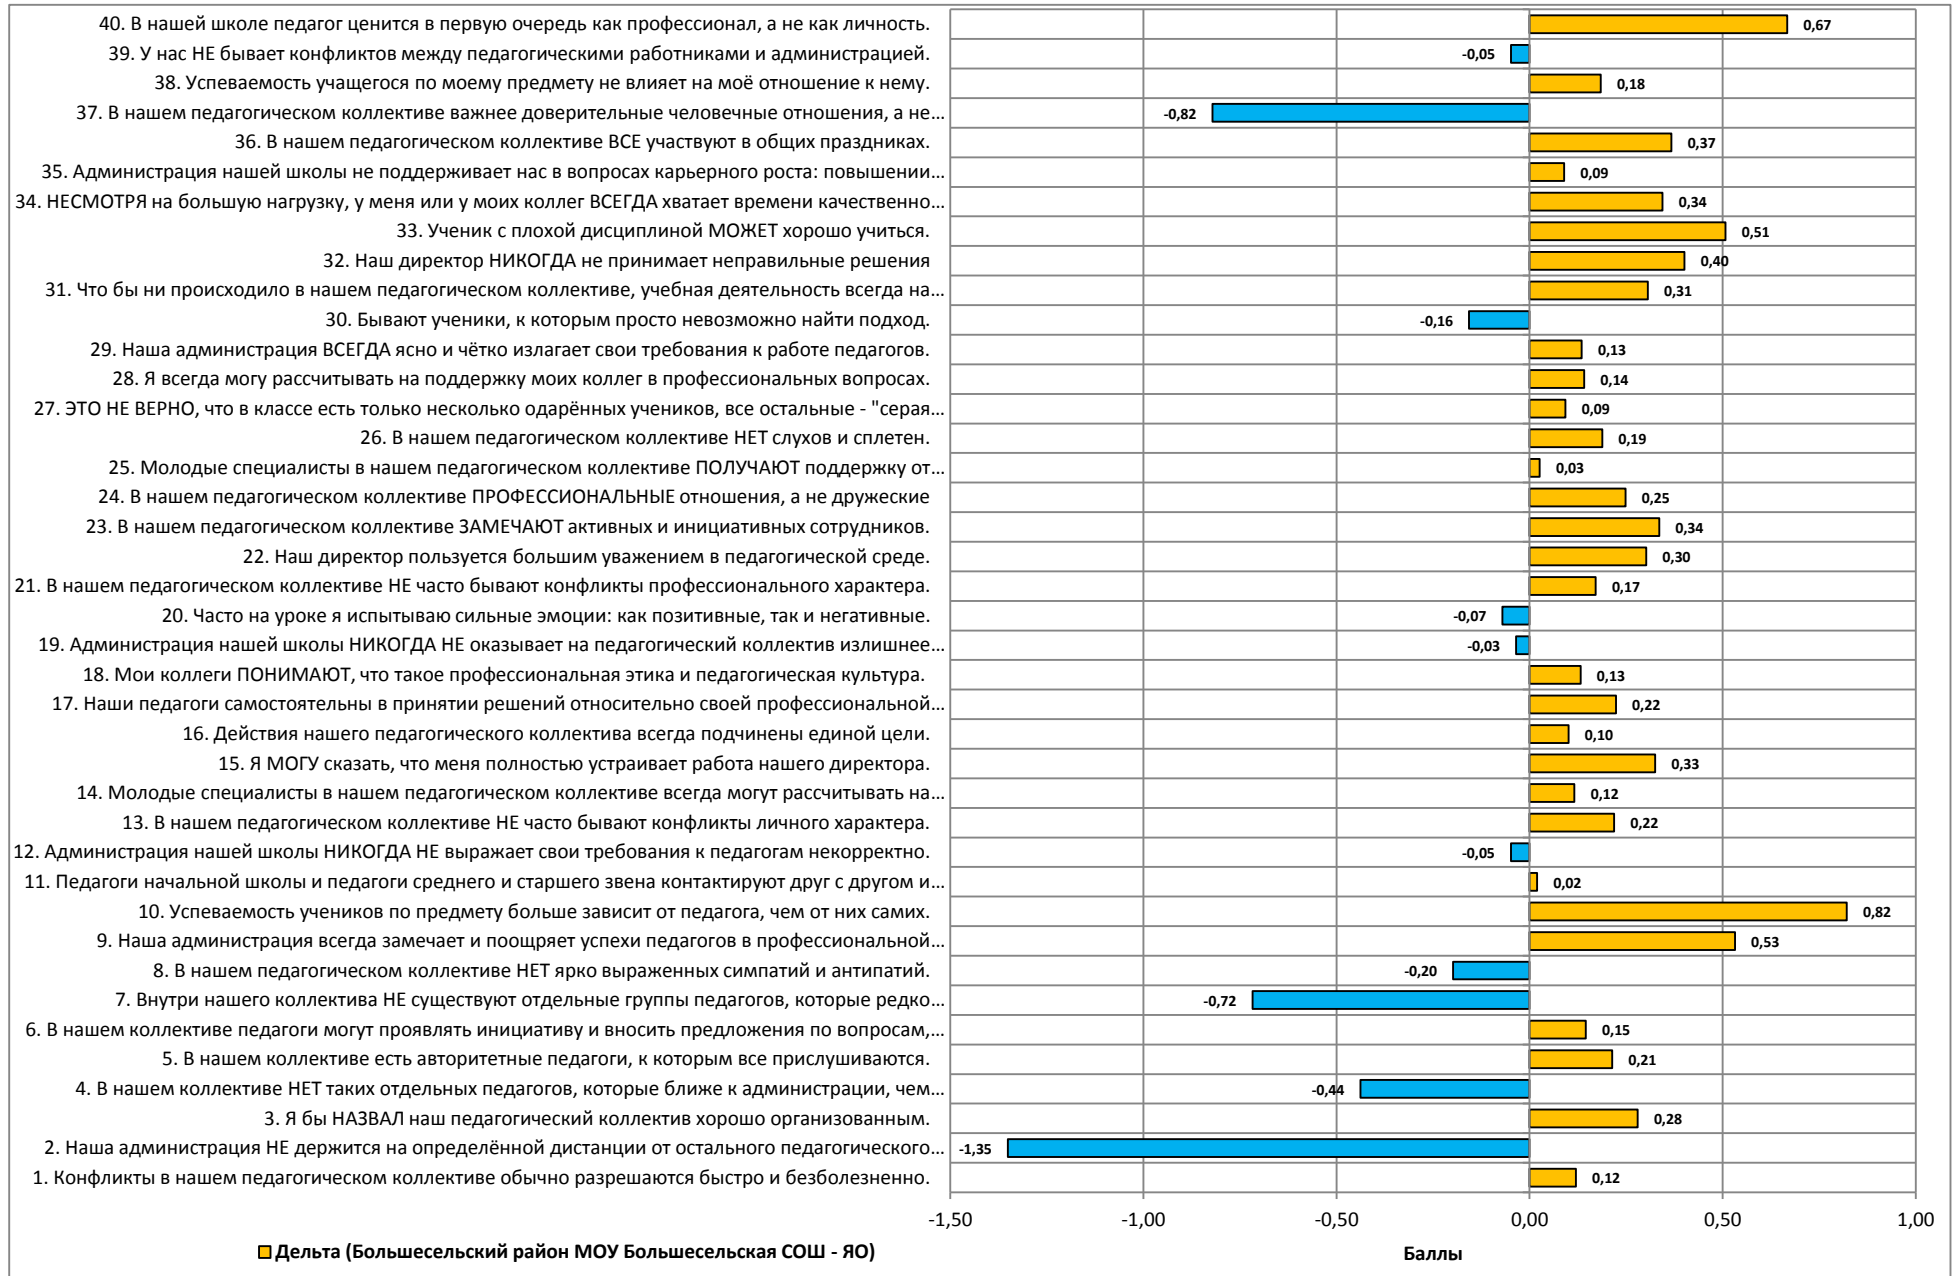 40. В нашей школе педагог ценится в первую очередь как профессионал, а не как личность. 0,67
39. У нас НЕ бывает конфликтов между педагогическими работниками и администрацией. -0,05
38. Успеваемость учащегося по моему предмету не влияет на моё отношение к нему. 0,18
37. В нашем педагогическом коллективе важнее доверительные человечные отношения, а не... -0,82
36. В нашем педагогическом коллективе ВСЕ участвуют в общих праздниках. 0,37
35. Администрация нашей школы не поддерживает нас в вопросах карьерного роста: повышении... 0,09
34. НЕСМОТРЯ на большую нагрузку, у меня или у моих коллег ВСЕГДА хватает времени качественно... 0,34
33. Ученик с плохой дисциплиной МОЖЕТ хорошо учиться. 0,51
32. Наш директор НИКОГДА не принимает неправильные решения 0,40
31. Что бы ни происходило в нашем педагогическом коллективе, учебная деятельность всегда на... 0,31
30. Бывают ученики, к которым просто невозможно найти подход. -0,16
29. Наша администрация ВСЕГДА ясно и чётко излагает свои требования к работе педагогов. 0,13
28. Я всегда могу рассчитывать на поддержку моих коллег в профессиональных вопросах. 0,14
27. ЭТО НЕ ВЕРНО, что в классе есть только несколько одарённых учеников, все остальные - "серая... 0,09
26. В нашем педагогическом коллективе НЕТ слухов и сплетен. 0,19
25. Молодые специалисты в нашем педагогическом коллективе ПОЛУЧАЮТ поддержку от... 0,03
24. В нашем педагогическом коллективе ПРОФЕССИОНАЛЬНЫЕ отношения, а не дружеские 0,25
23. В нашем педагогическом коллективе ЗАМЕЧАЮТ активных и инициативных сотрудников. 0,34
22. Наш директор пользуется большим уважением в педагогической среде. 0,30
21. В нашем педагогическом коллективе НЕ часто бывают конфликты профессионального характера. 0,17
20. Часто на уроке я испытываю сильные эмоции: как позитивные, так и негативные. -0,07
19. Администрация нашей школы НИКОГДА НЕ оказывает на педагогический коллектив излишнее... -0,03
18. Мои коллеги ПОНИМАЮТ, что такое профессиональная этика и педагогическая культура. 0,13
17. Наши педагоги самостоятельны в принятии решений относительно своей профессиональной... 0,22
16. Действия нашего педагогического коллектива всегда подчинены единой цели. 0,10
15. Я МОГУ сказать, что меня полностью устраивает работа нашего директора. 0,33
14. Молодые специалисты в нашем педагогическом коллективе всегда могут рассчитывать на... 0,12
13. В нашем педагогическом коллективе НЕ часто бывают конфликты личного характера. 0,22
12. Администрация нашей школы НИКОГДА НЕ выражает свои требования к педагогам некорректно. -0,05
11. Педагоги начальной школы и педагоги среднего и старшего звена контактируют друг с другом и... 0,02
10. Успеваемость учеников по предмету больше зависит от педагога, чем от них самих. 0,82
9. Наша администрация всегда замечает и поощряет успехи педагогов в профессиональной... 0,53
8. В нашем педагогическом коллективе НЕТ ярко выраженных симпатий и антипатий. -0,20
7. Внутри нашего коллектива НЕ существуют отдельные группы педагогов, которые редко... -0,72
6. В нашем коллективе педагоги могут проявлять инициативу и вносить предложения по вопросам,... 0,15
5. В нашем коллективе есть авторитетные педагоги, к которым все прислушиваются. 0,21
4. В нашем коллективе НЕТ таких отдельных педагогов, которые ближе к администрации, чем... -0,44
3. Я бы НАЗВАЛ наш педагогический коллектив хорошо организованным. 0,28
2. Наша администрация НЕ держится на определённой дистанции от остального педагогического... -1,35
1. Конфликты в нашем педагогическом коллективе обычно разрешаются быстро и безболезненно. 0,12
-1,50 -1,00 -0,50 0,00 0,50 1,00
Дельта (Большесельский район МОУ Большесельская СОШ - ЯО) Баллы